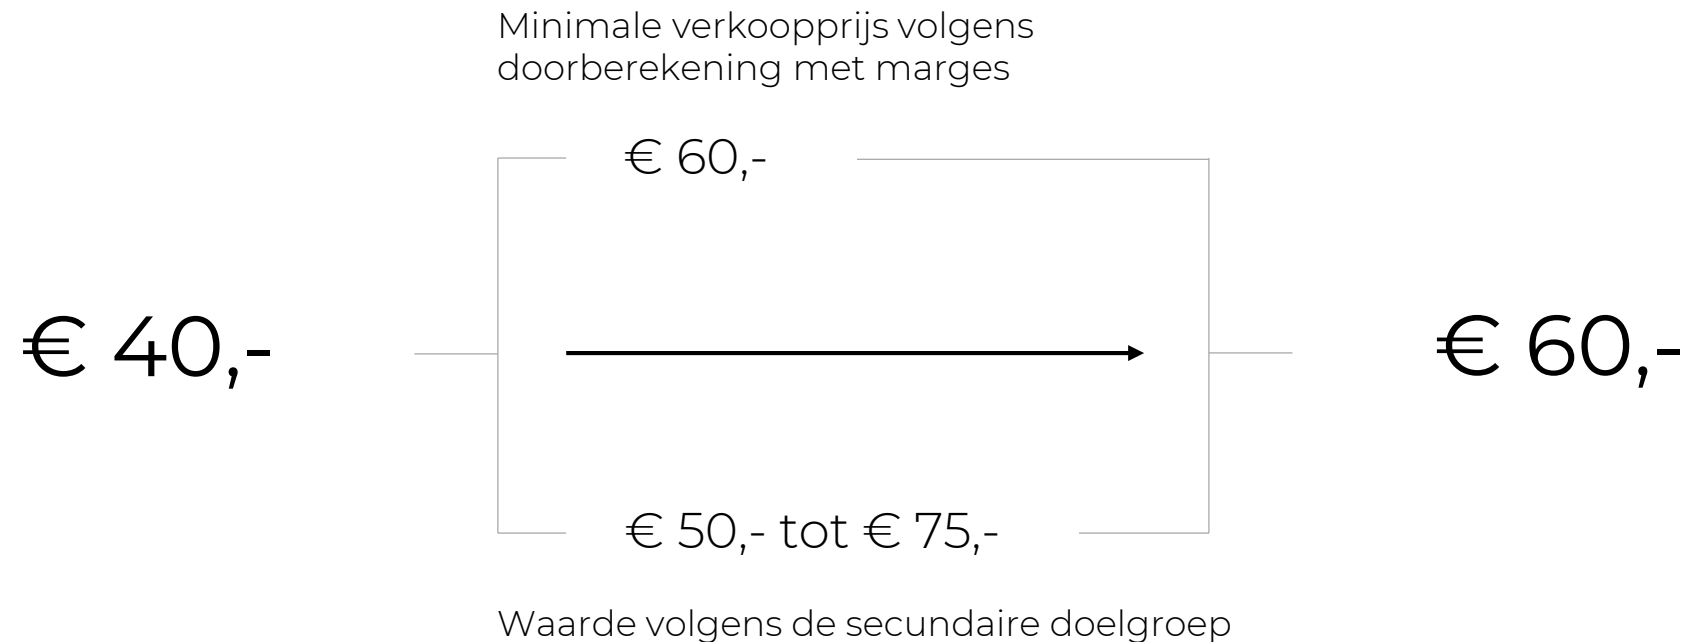 Minimale verkoopprijs volgens
doorberekening met marges
€ 60,-
€ 40,-
€ 60,-
€ 50,- tot € 75,-
Waarde volgens de secundaire doelgroep